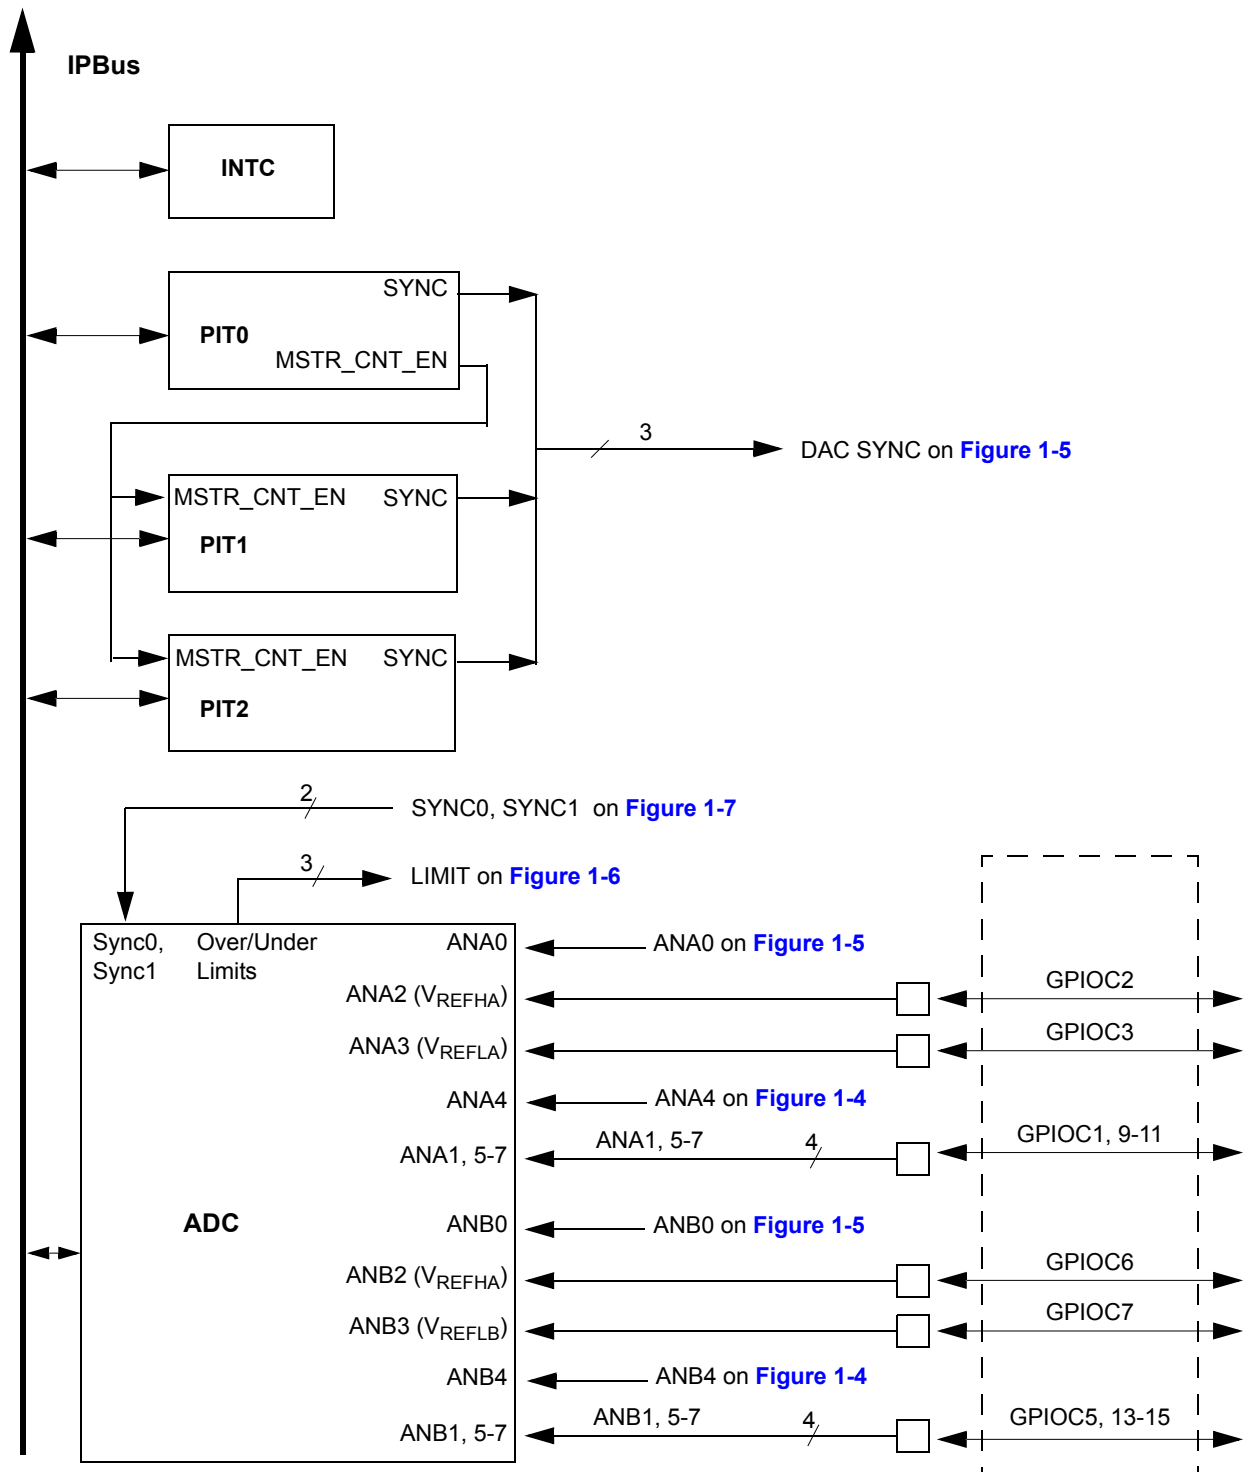 IPBus
INTC
SYNC
PIT0
MSTR_CNT_EN
3
DAC SYNC on Figure 1-5
MSTR_CNT_EN SYNC
PIT1
MSTR_CNT_EN SYNC
PIT2
2
SYNC0, SYNC1 on Figure 1-7
3
LIMIT on Figure 1-6
Sync0, Over/Under
Sync1 Limits
ANA0
ANA0 on Figure 1-5
ANA2 (VREFHA)
GPIOC2
ANA3 (VREFLA)
GPIOC3
ANA4
ANA4 on Figure 1-4
ANA1, 5-7
ANA1, 5-7
4
GPIOC1, 9-11
ADC
ANB0
ANB0 on Figure 1-5
ANB2 (VREFHA)
GPIOC6
ANB3 (VREFLB)
GPIOC7
ANB4
ANB4 on Figure 1-4
ANB1, 5-7
ANB1, 5-7
4
GPIOC5, 13-15